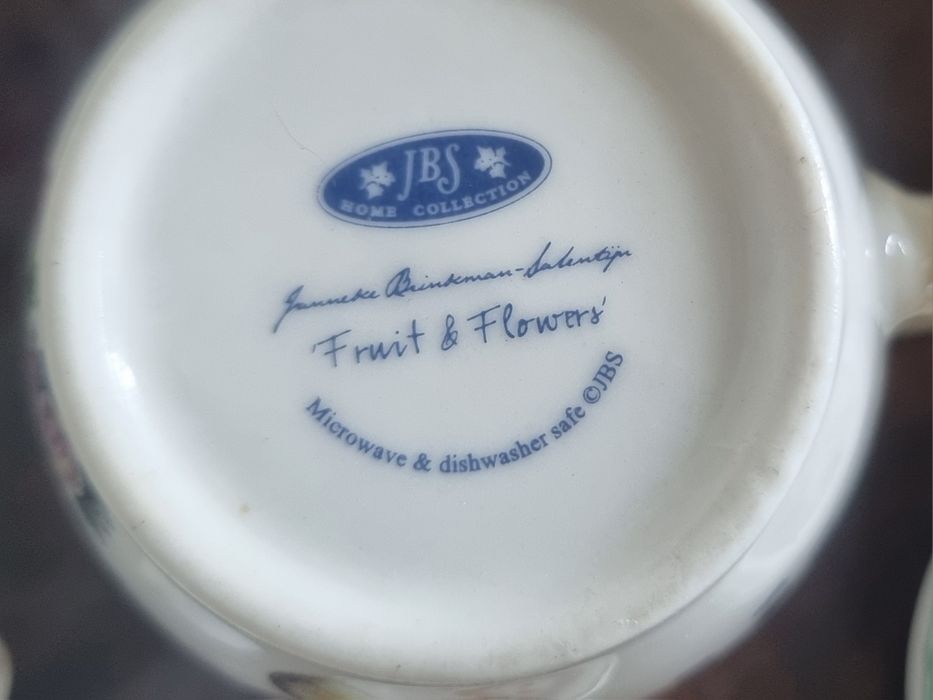 JBS
HOME COLLECTION
Janneke Brinkman-Salentijn
'Fruit & Flowers'
Microwave & dishwasher safe ©JBS